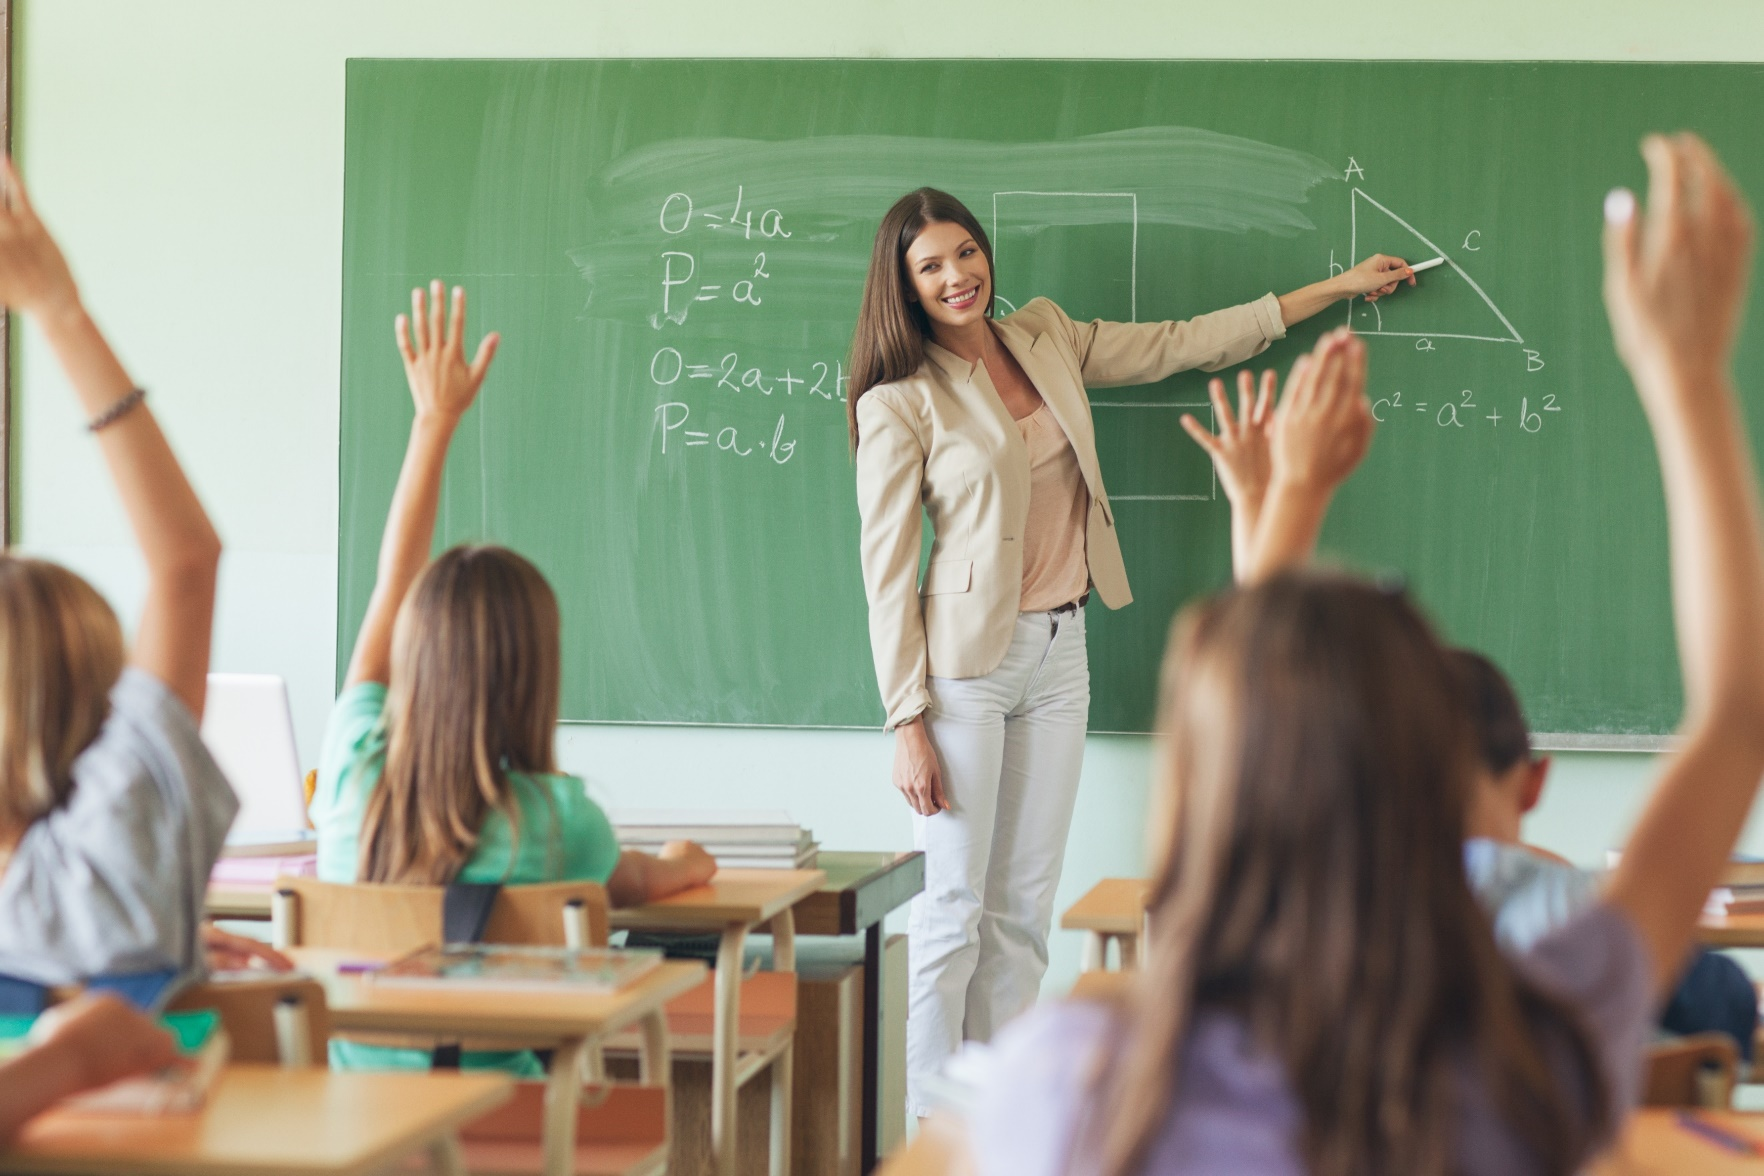 O=4a
P=a²
O=2a+2b
P=a·b
A
b
C
a
B
c²=a²+b²